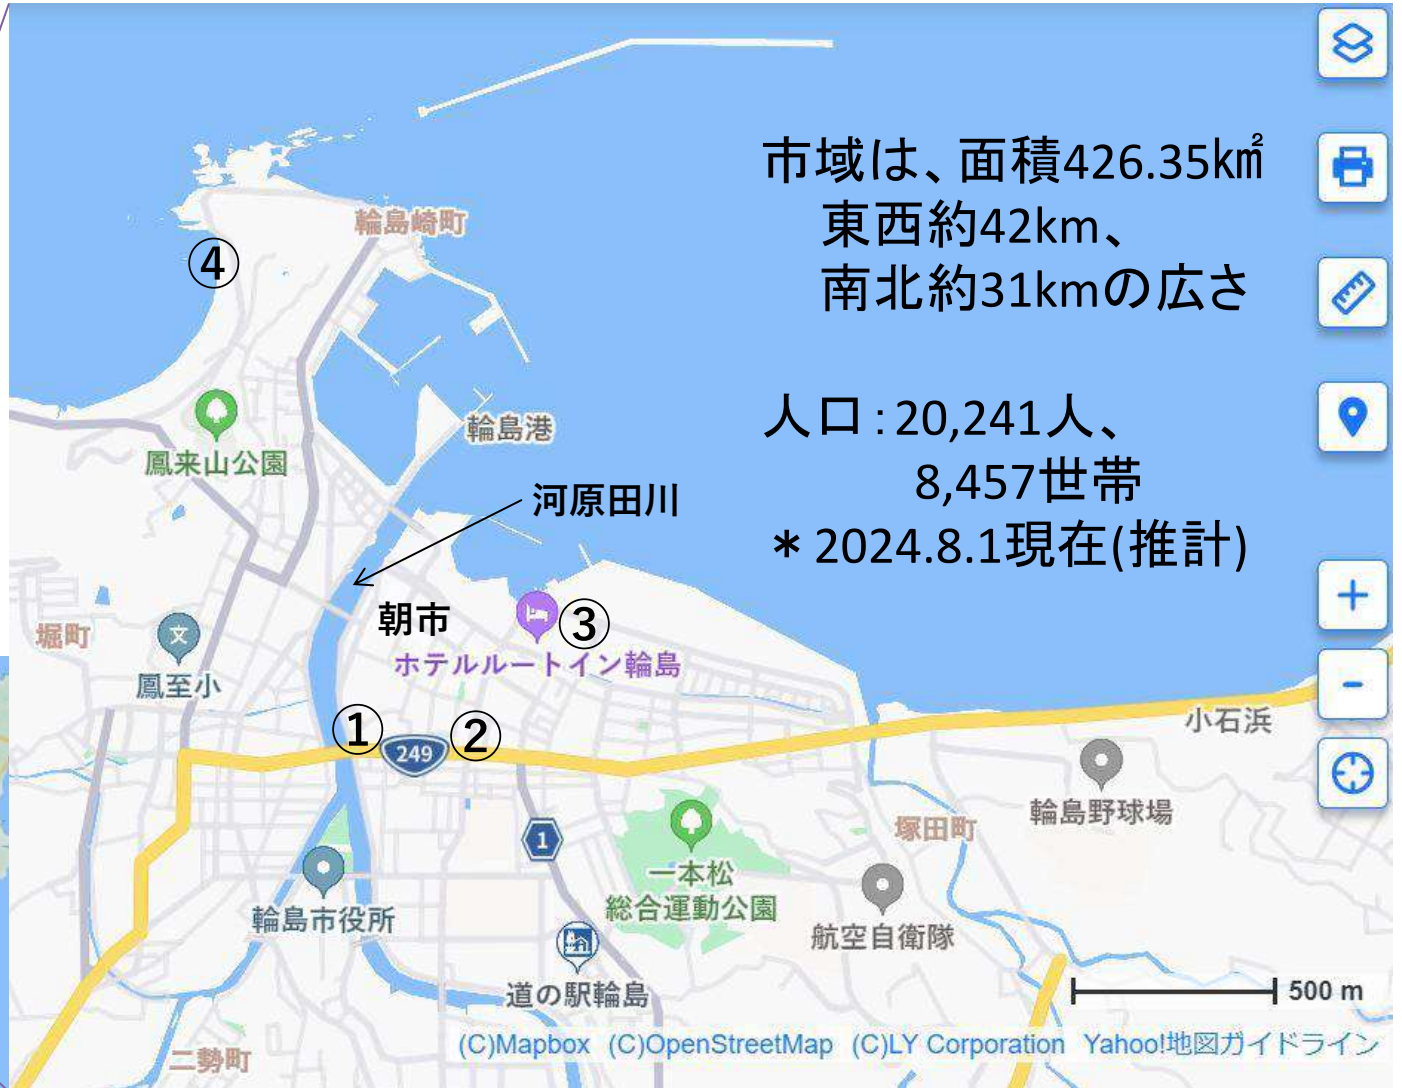 市域は、面積426.35㎢
東西約42km、
南北約31kmの広さ
輪島崎町
④
人口：20,241人、
8,457世帯
＊2024.8.1現在(推計)
輪島港
鳳来山公園
河原田川
朝市
③
ホテルルートイン輪島
堀町
文
鳳至小
①
249
②
小石浜
輪島野球場
1
塚田町
一本松
総合運動公園
輪島市役所
航空自衛隊
道の駅輪島
500 m
二勢町
(C)Mapbox (C)OpenStreetMap (C)LY Corporation Yahoo!地図ガイドライン